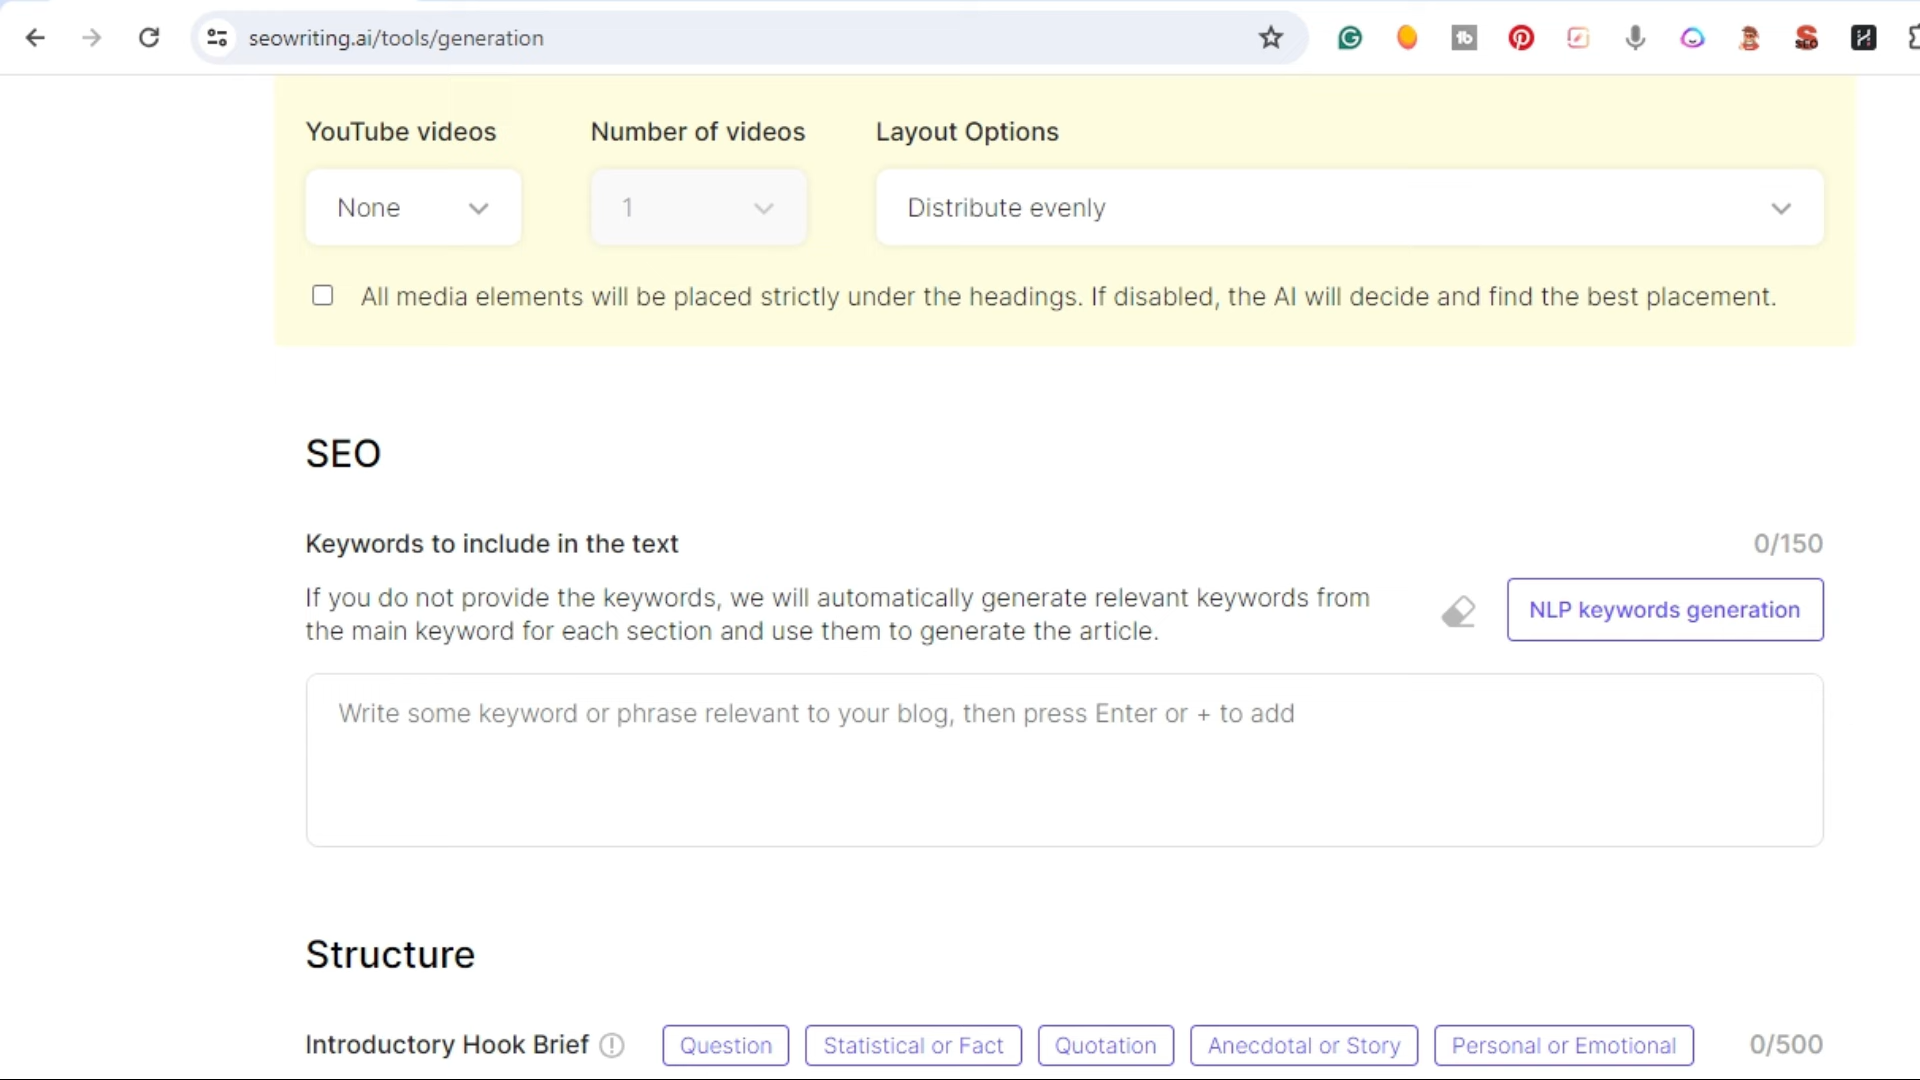 seowriting.ai/tools/generation
YouTube videos Number of videos Layout Options
None 1 Distribute evenly
All media elements will be placed strictly under the headings. If disabled, the AI will decide and find the best placement.
SEO
Keywords to include in the text 0/150
If you do not provide the keywords, we will automatically generate relevant keywords from
the main keyword for each section and use them to generate the article.
NLP keywords generation
Write some keyword or phrase relevant to your blog, then press Enter or + to add
Structure
Introductory Hook Brief Question Statistical or Fact Quotation Anecdotal or Story Personal or Emotional 0/500